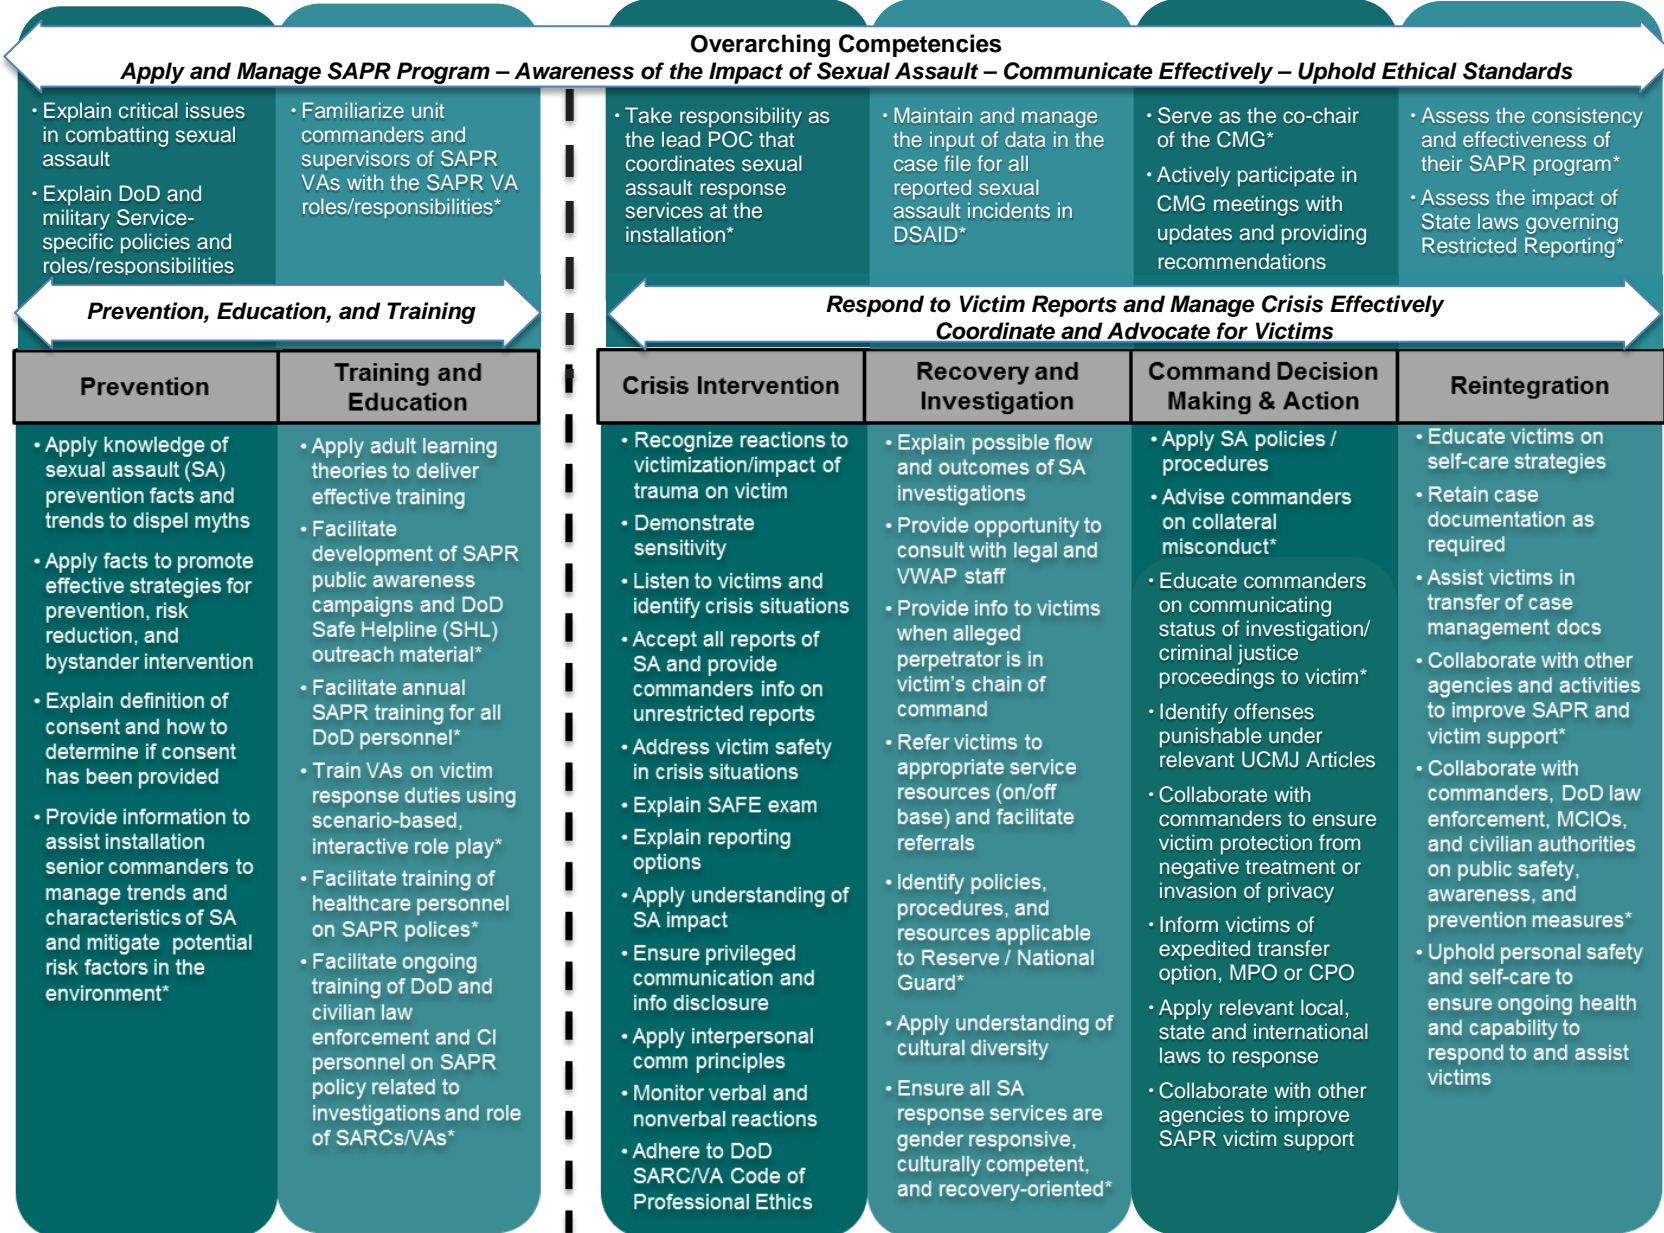 Overarching Competencies
Apply and Manage SAPR Program – Awareness of the Impact of Sexual Assault – Communicate Effectively – Uphold Ethical Standards
• Explain critical issues
in combatting sexual
assault
• Explain DoD and
military Service-
specific policies and
roles/responsibilities
• Familiarize unit
commanders and
supervisors of SAPR
VAs with the SAPR VA
roles/responsibilities*
• Take responsibility as
the lead POC that
coordinates sexual
assault response
services at the
installation*
• Maintain and manage
the input of data in the
case file for all
reported sexual
assault incidents in
DSAID*
• Serve as the co-chair
of the CMG*
• Actively participate in
CMG meetings with
updates and providing
recommendations
• Assess the consistency
and effectiveness of
their SAPR program*
• Assess the impact of
State laws governing
Restricted Reporting*
Prevention, Education, and Training
Respond to Victim Reports and Manage Crisis Effectively
Coordinate and Advocate for Victims
Prevention
• Apply knowledge of
sexual assault (SA)
prevention facts and
trends to dispel myths
• Apply facts to promote
effective strategies for
prevention, risk
reduction, and
bystander intervention
• Explain definition of
consent and how to
determine if consent
has been provided
• Provide information to
assist installation
senior commanders to
manage trends and
characteristics of SA
and mitigate potential
risk factors in the
environment*
Training and
Education
• Apply adult learning
theories to deliver
effective training
• Facilitate
development of SAPR
public awareness
campaigns and DoD
Safe Helpline (SHL)
outreach material*
• Facilitate annual
SAPR training for all
DoD personnel*
• Train VAs on victim
response duties using
scenario-based,
interactive role play*
• Facilitate training of
healthcare personnel
on SAPR polices*
• Facilitate ongoing
training of DoD and
civilian law
enforcement and CI
personnel on SAPR
policy related to
investigations and role
of SARCs/VAs*
Crisis Intervention
• Recognize reactions to
victimization/impact of
trauma on victim
• Demonstrate
sensitivity
• Listen to victims and
identify crisis situations
• Accept all reports of
SA and provide
commanders info on
unrestricted reports
• Address victim safety
in crisis situations
• Explain SAFE exam
• Explain reporting
options
• Apply understanding of
SA impact
• Ensure privileged
communication and
info disclosure
• Apply interpersonal
comm principles
• Monitor verbal and
nonverbal reactions
• Adhere to DoD
SARC/VA Code of
Professional Ethics
Recovery and
Investigation
• Explain possible flow
and outcomes of SA
investigations
• Provide opportunity to
consult with legal and
VWAP staff
• Provide info to victims
when alleged
perpetrator is in
victim's chain of
command
• Refer victims to
appropriate service
resources (on/off
base) and facilitate
referrals
• Identify policies,
procedures, and
resources applicable
to Reserve / National
Guard*
• Apply understanding of
cultural diversity
• Ensure all SA
response services are
gender responsive,
culturally competent,
and recovery-oriented*
Command Decision
Making & Action
• Apply SA policies /
procedures
• Advise commanders
on collateral
misconduct*
• Educate commanders
on communicating
status of investigation/
criminal justice
proceedings to victim*
• Identify offenses
punishable under
relevant UCMJ Articles
• Collaborate with
commanders to ensure
victim protection from
negative treatment or
invasion of privacy
• Inform victims of
expedited transfer
option, MPO or CPO
• Apply relevant local,
state and international
laws to response
• Collaborate with other
agencies to improve
SAPR victim support
Reintegration
• Educate victims on
self-care strategies
• Retain case
documentation as
required
• Assist victims in
transfer of case
management docs
• Collaborate with other
agencies and activities
to improve SAPR and
victim support*
• Collaborate with
commanders, DoD law
enforcement, MCIOs,
and civilian authorities
on public safety,
awareness, and
prevention measures*
• Uphold personal safety
and self-care to
ensure ongoing health
and capability to
respond to and assist
victims